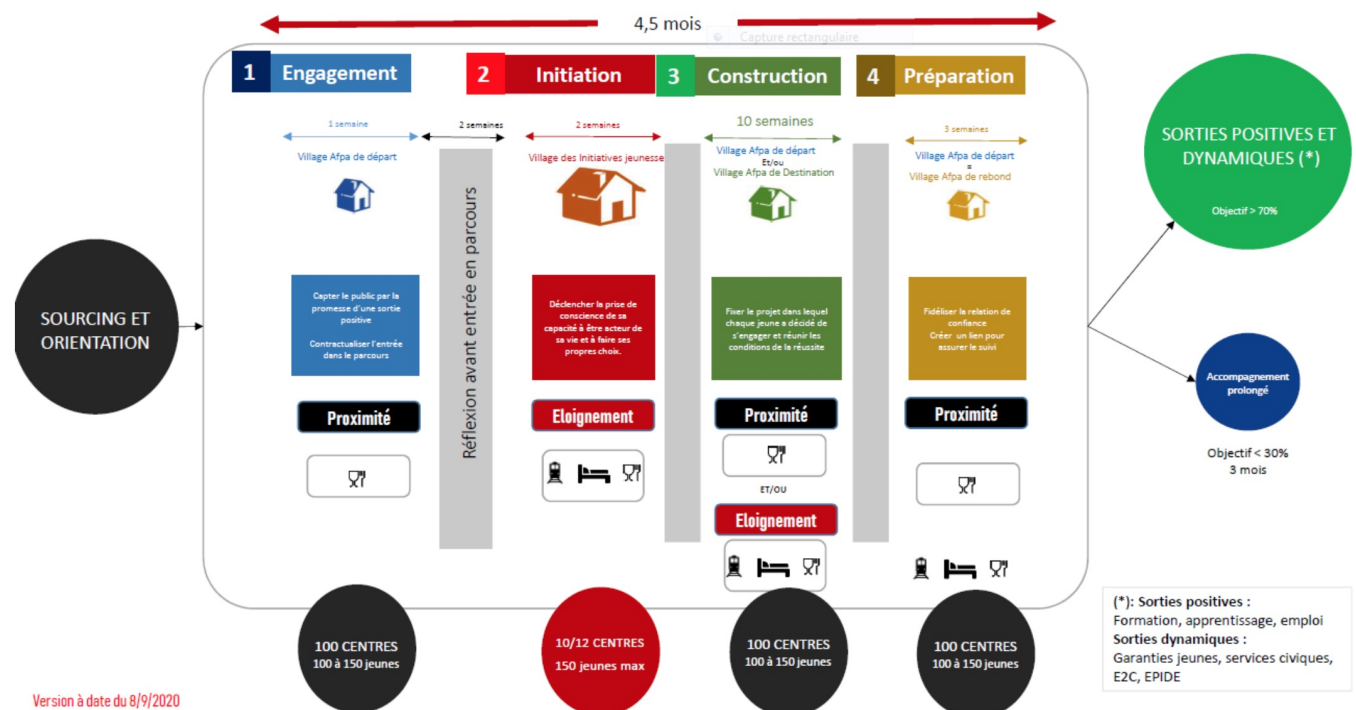 4,5 mois
Capture rectangulaire
1 Engagement
2 Initiation
3 Construction
4 Préparation
1 semaine
2 semaines
2 semaines
10 semaines
3 semaines
Village Afpa de départ
Village des Initiatives jeunesse
Village Afpa de départ
Et/ou
Village Afpa de Destination
Village Afpa de départ
=
Village Afpa de rebond
SOURCING ET
ORIENTATION
Capter le public par la
promesse d'une sortie
positive
Contractualiser l'entrée
dans le parcours
Réflexion avant entrée en parcours
Déclencher la prise de
conscience de sa
capacité à être acteur de
sa vie et à faire ses
propres choix.
Fixer le projet dans lequel
chaque jeune a décidé de
s'engager et réunir les
conditions de la réussite
Fidéliser la relation de
confiance
Créer un lien pour
assurer le suivi
Proximité
Eloignement
Proximité
ET/OU
Eloignement
Proximité
100 CENTRES
100 à 150 jeunes
10/12 CENTRES
150 jeunes max
100 CENTRES
100 à 150 jeunes
100 CENTRES
100 à 150 jeunes
SORTIES POSITIVES ET
DYNAMIQUES (*)
Objectif > 70%
Accompagnement
prolongé
Objectif < 30%
3 mois
(*): Sorties positives :
Formation, apprentissage, emploi
Sorties dynamiques :
Garanties jeunes, services civiques,
E2C, EPIDE
Version à date du 8/9/2020